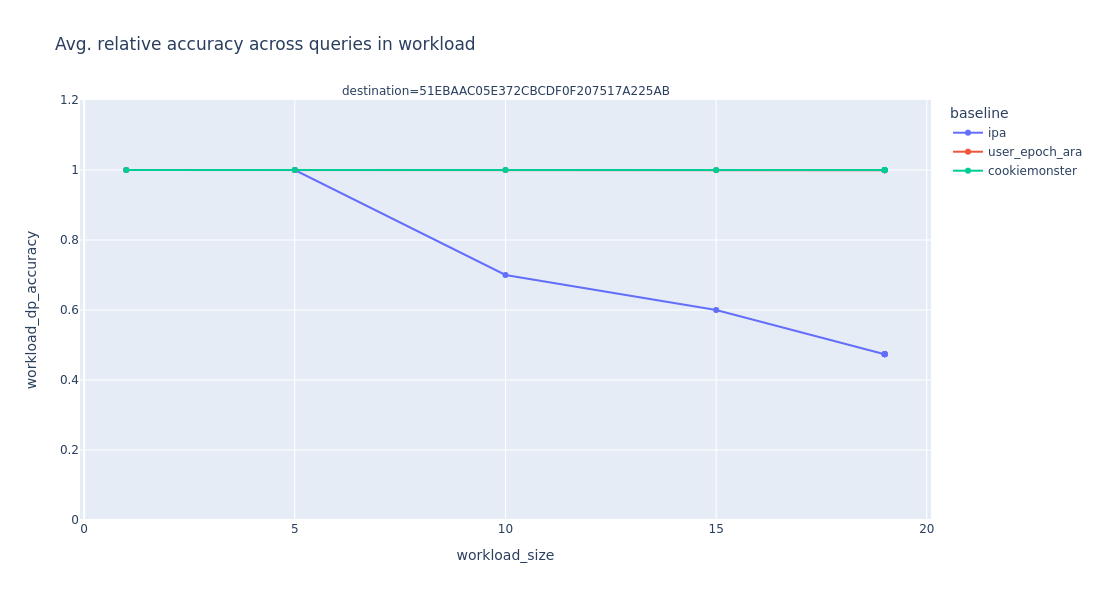 Avg. relative accuracy across queries in workload
destination=51EBAAC05E372CBCDF0F207517A225AB
baseline
ipa
user_epoch_ara
cookiemonster
workload_dp_accuracy
1.2
1
0.8
0.6
0.4
0.2
0
0 5 10 15 20
workload_size